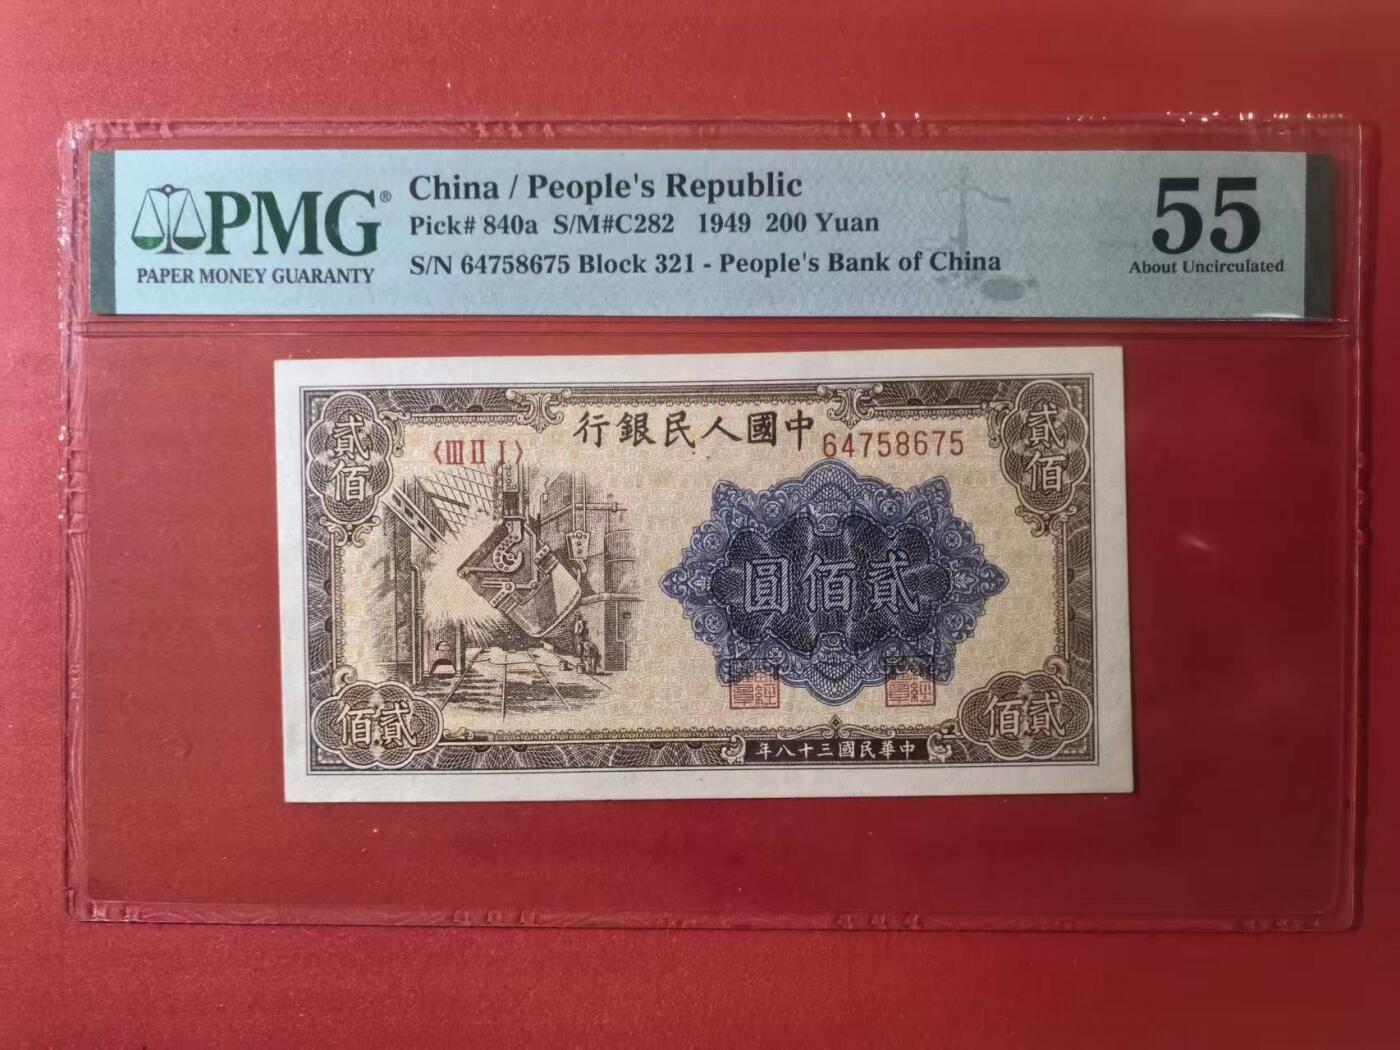 PMG®
PAPER MONEY GUARANTY
China / People's Republic
Pick# 840a S/M#C282 1949 200 Yuan
S/N 64758675 Block 321 - People's Bank of China
55
About Uncirculated
行銀民人國中
〈ⅢⅡⅠ〉
64758675
貳佰
貳佰
圓佰貳
佰貳
佰貳
年八十三國民華中